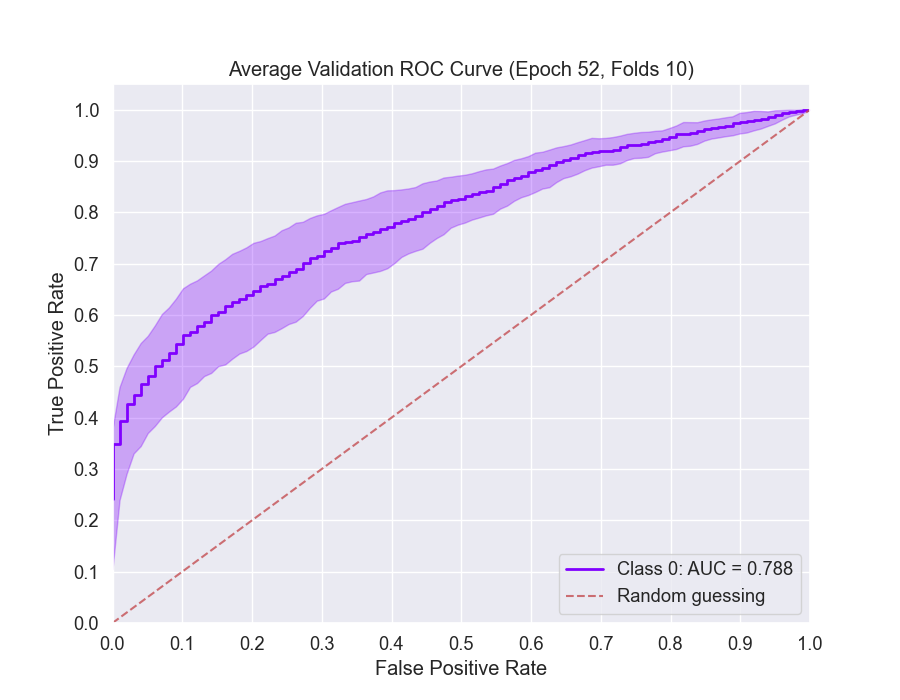 Average Validation ROC Curve (Epoch 52, Folds 10)
True Positive Rate
1.0
0.9
0.8
0.7
0.6
0.5
0.4
0.3
0.2
0.1
0.0
Class 0: AUC = 0.788
Random guessing
0.0 0.1 0.2 0.3 0.4 0.5 0.6 0.7 0.8 0.9 1.0
False Positive Rate